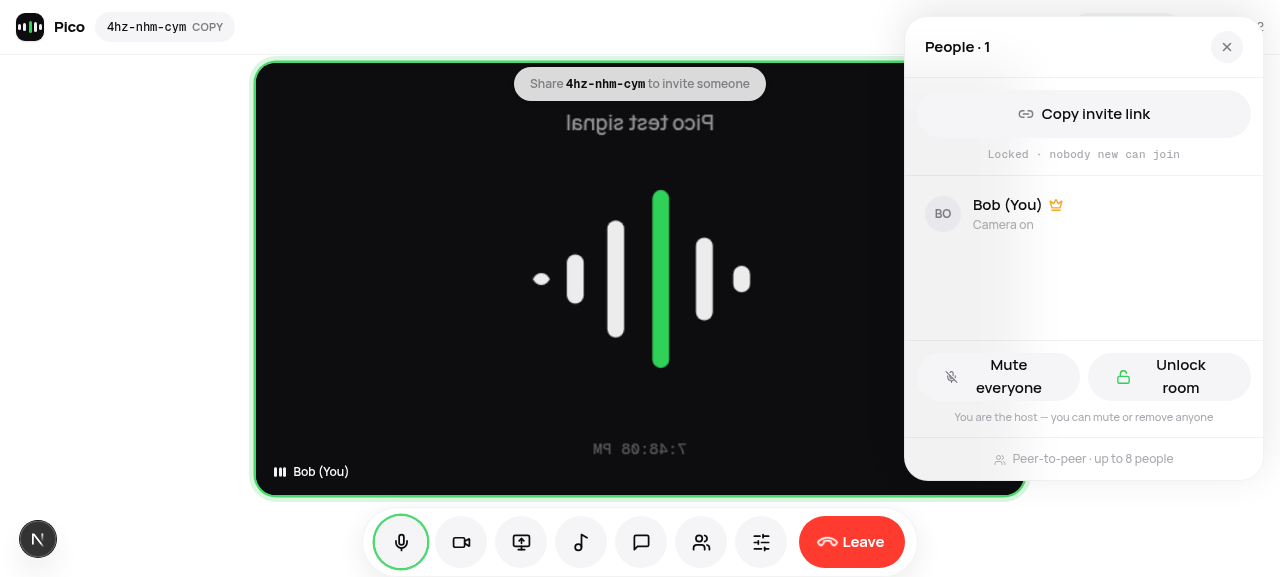 Pico
4hz-nhm-cym COPY
2
People · 1
Share 4hz-nhm-cym to invite someone
Copy invite link
Pico test signal
Locked · nobody new can join
BO
Bob (You)
Camera on
Mute everyone
Unlock room
You are the host — you can mute or remove anyone
7:48:08 PM
Peer-to-peer · up to 8 people
Bob (You)
N
Leave